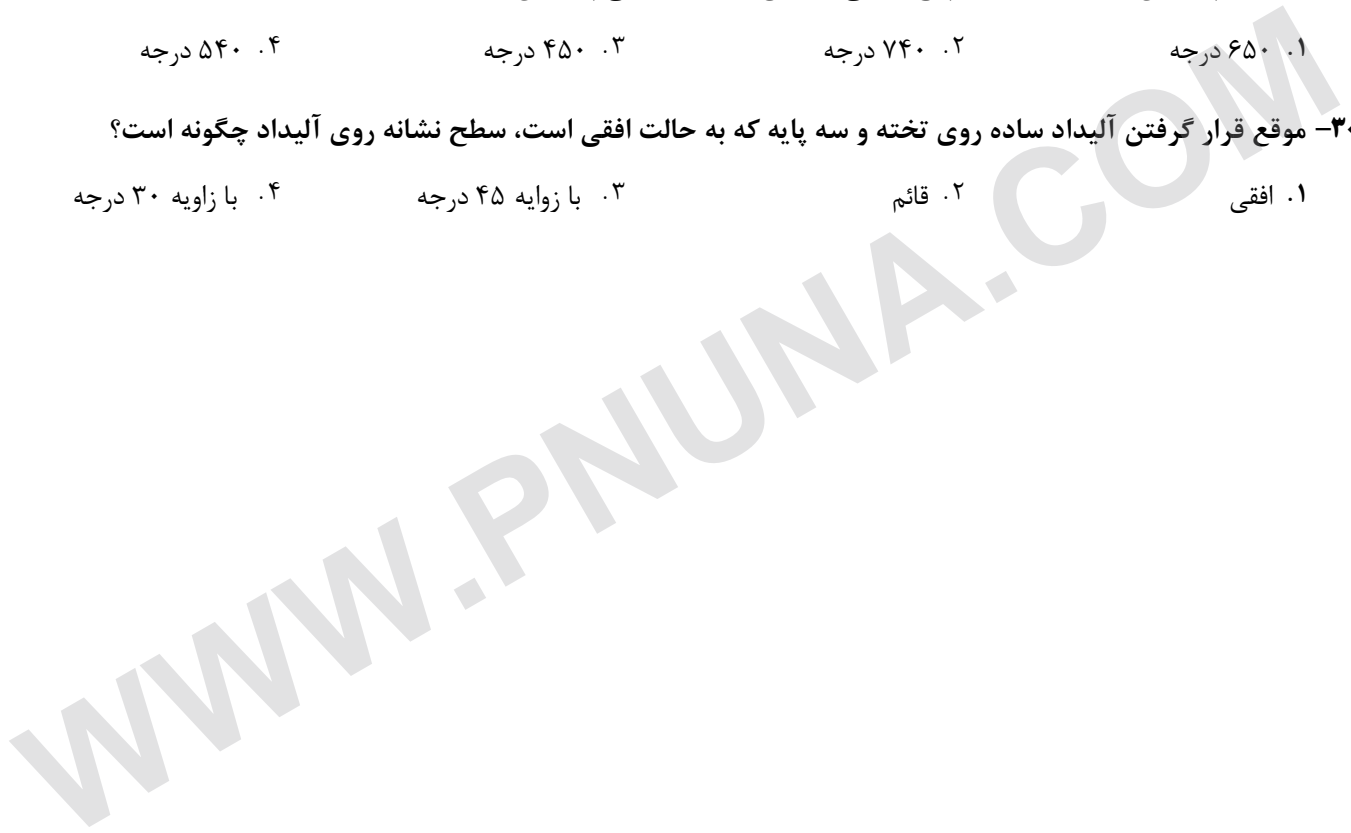 ۱. ۶۵۰ درجه ۲. ۷۴۰ درجه ۳. ۴۵۰ درجه ۴. ۵۴۰ درجه
۳۰- موقع قرار گرفتن آلیداد ساده روی تخته و سه پایه که به حالت افقی است، سطح نشانه روی آلیداد چگونه است؟
۱. افقی ۲. قائم ۳. با زوایه ۴۵ درجه ۴. با زاویه ۳۰ درجه
WWW.PNUNA.COM